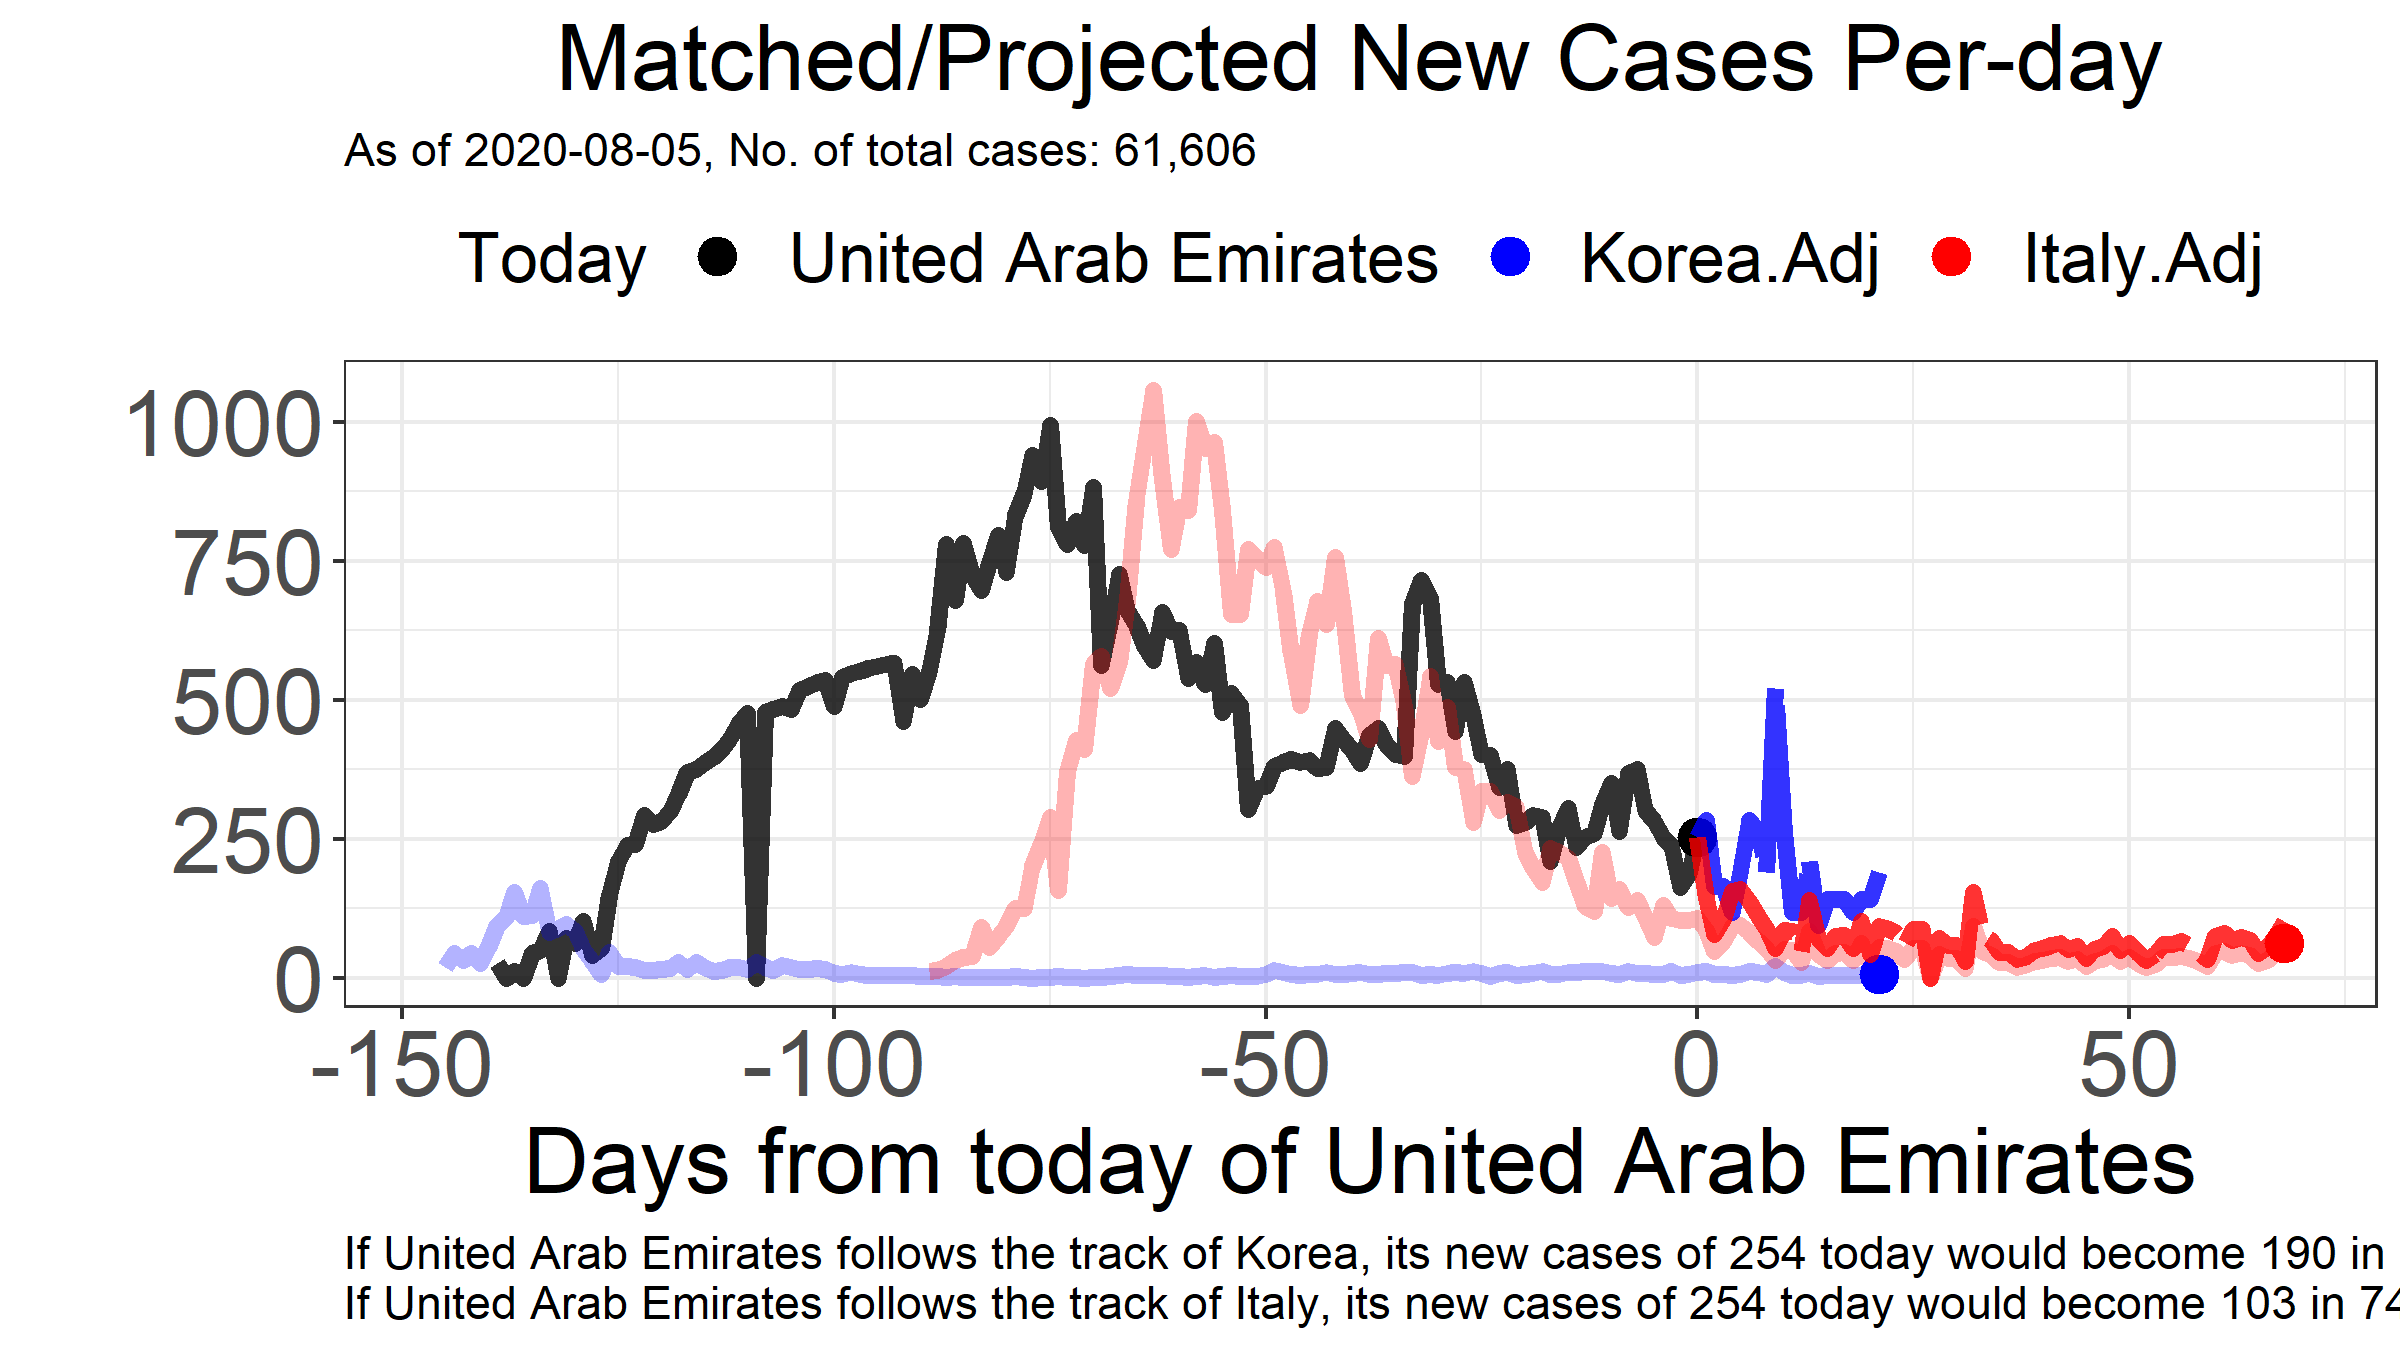 Matched/Projected New Cases Per-day
As of 2020-08-05, No. of total cases: 61,606
Today United Arab Emirates Korea.Adj Italy.Adj
1000
750
500
250
0
-150 -100 -50 0 50
Days from today of United Arab Emirates
If United Arab Emirates follows the track of Korea, its new cases of 254 today would become 190 in
If United Arab Emirates follows the track of Italy, its new cases of 254 today would become 103 in 74